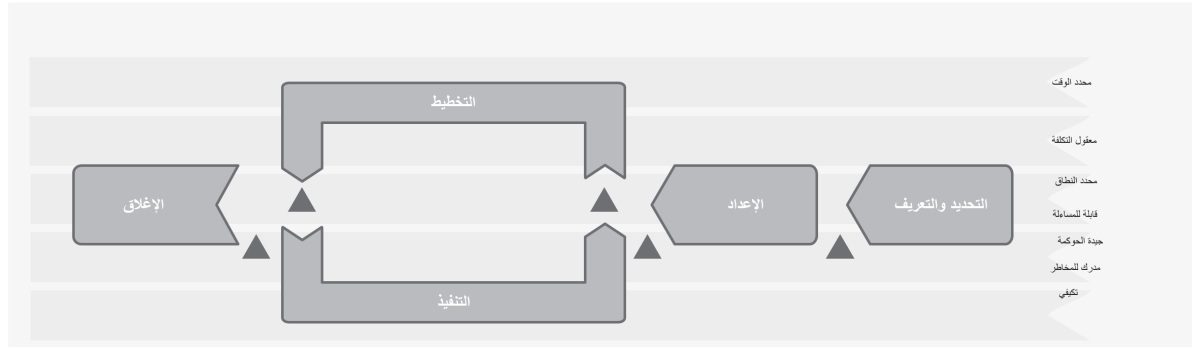 محدد الوقت
التخطيط
معقول التكلفة
محدد النطاق
التحديد والتعريف
الإعداد
الإغلاق
قابلة للمساءلة
جيدة الحوكمة
مدرك للمخاطر
تكيفي
التنفيذ